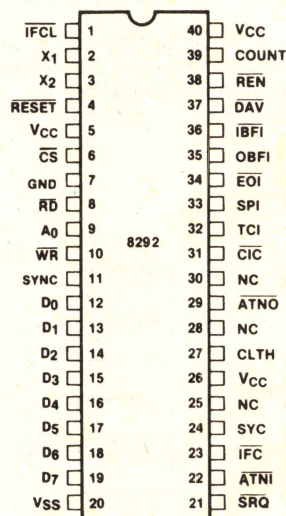 IFCL 1 40 VCC
X1 2 39 COUNT
X2 3 38 REN
RESET 4 37 DAV
VCC 5 36 IBFI
CS 6 35 OBFI
GND 7 34 EOI
RD 8 33 SPI
A0 9 32 TCI
8292
WR 10 31 CIC
SYNC 11 30 NC
D0 12 29 ATNO
D1 13 28 NC
D2 14 27 CLTH
D3 15 26 VCC
D4 16 25 NC
D5 17 24 SYC
D6 18 23 IFC
D7 19 22 ATNI
VSS 20 21 SRQ